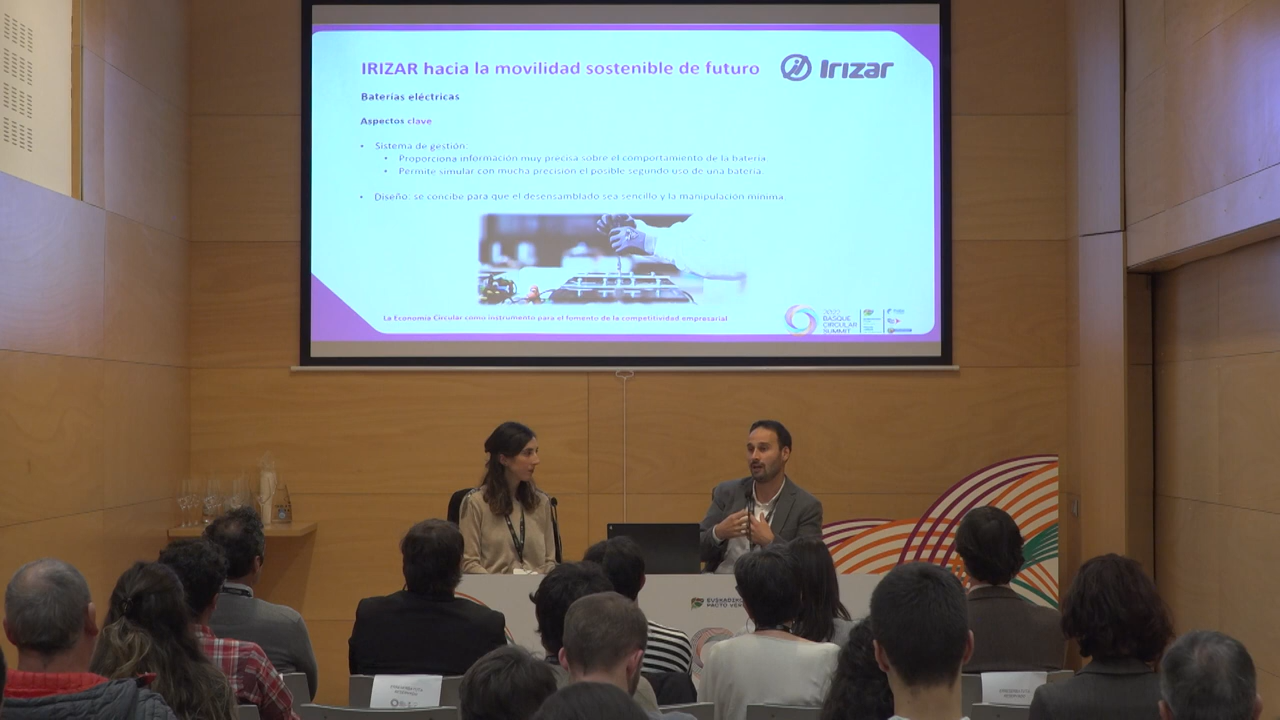 IRIZAR hacia la movilidad sostenible de futuro
Irizar
Baterías eléctricas
Aspectos clave
• Sistema de gestión:
• Proporciona información muy precisa sobre el comportamiento de la batería.
• Permite simular con mucha precisión el posible segundo uso de una batería.
• Diseño: se concibe para que el desensamblado sea sencillo y la manipulación mínima.
La Economía Circular como instrumento para el fomento de la competitividad empresarial
BASQUE
CIRCULAR
SUMMIT
EUSKADIKO
PACTO VERDE